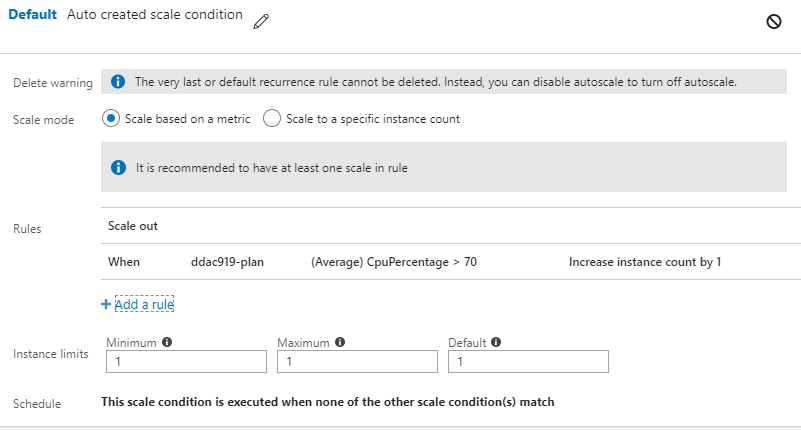 Default Auto created scale condition
Delete warning The very last or default recurrence rule cannot be deleted. Instead, you can disable autoscale to turn off autoscale.
Scale mode Scale based on a metric Scale to a specific instance count
It is recommended to have at least one scale in rule
Rules Scale out
When ddac919-plan (Average) CpuPercentage > 70 Increase instance count by 1
+ Add a rule
Minimum Maximum Default
Instance limits 1 1 1
Schedule This scale condition is executed when none of the other scale condition(s) match